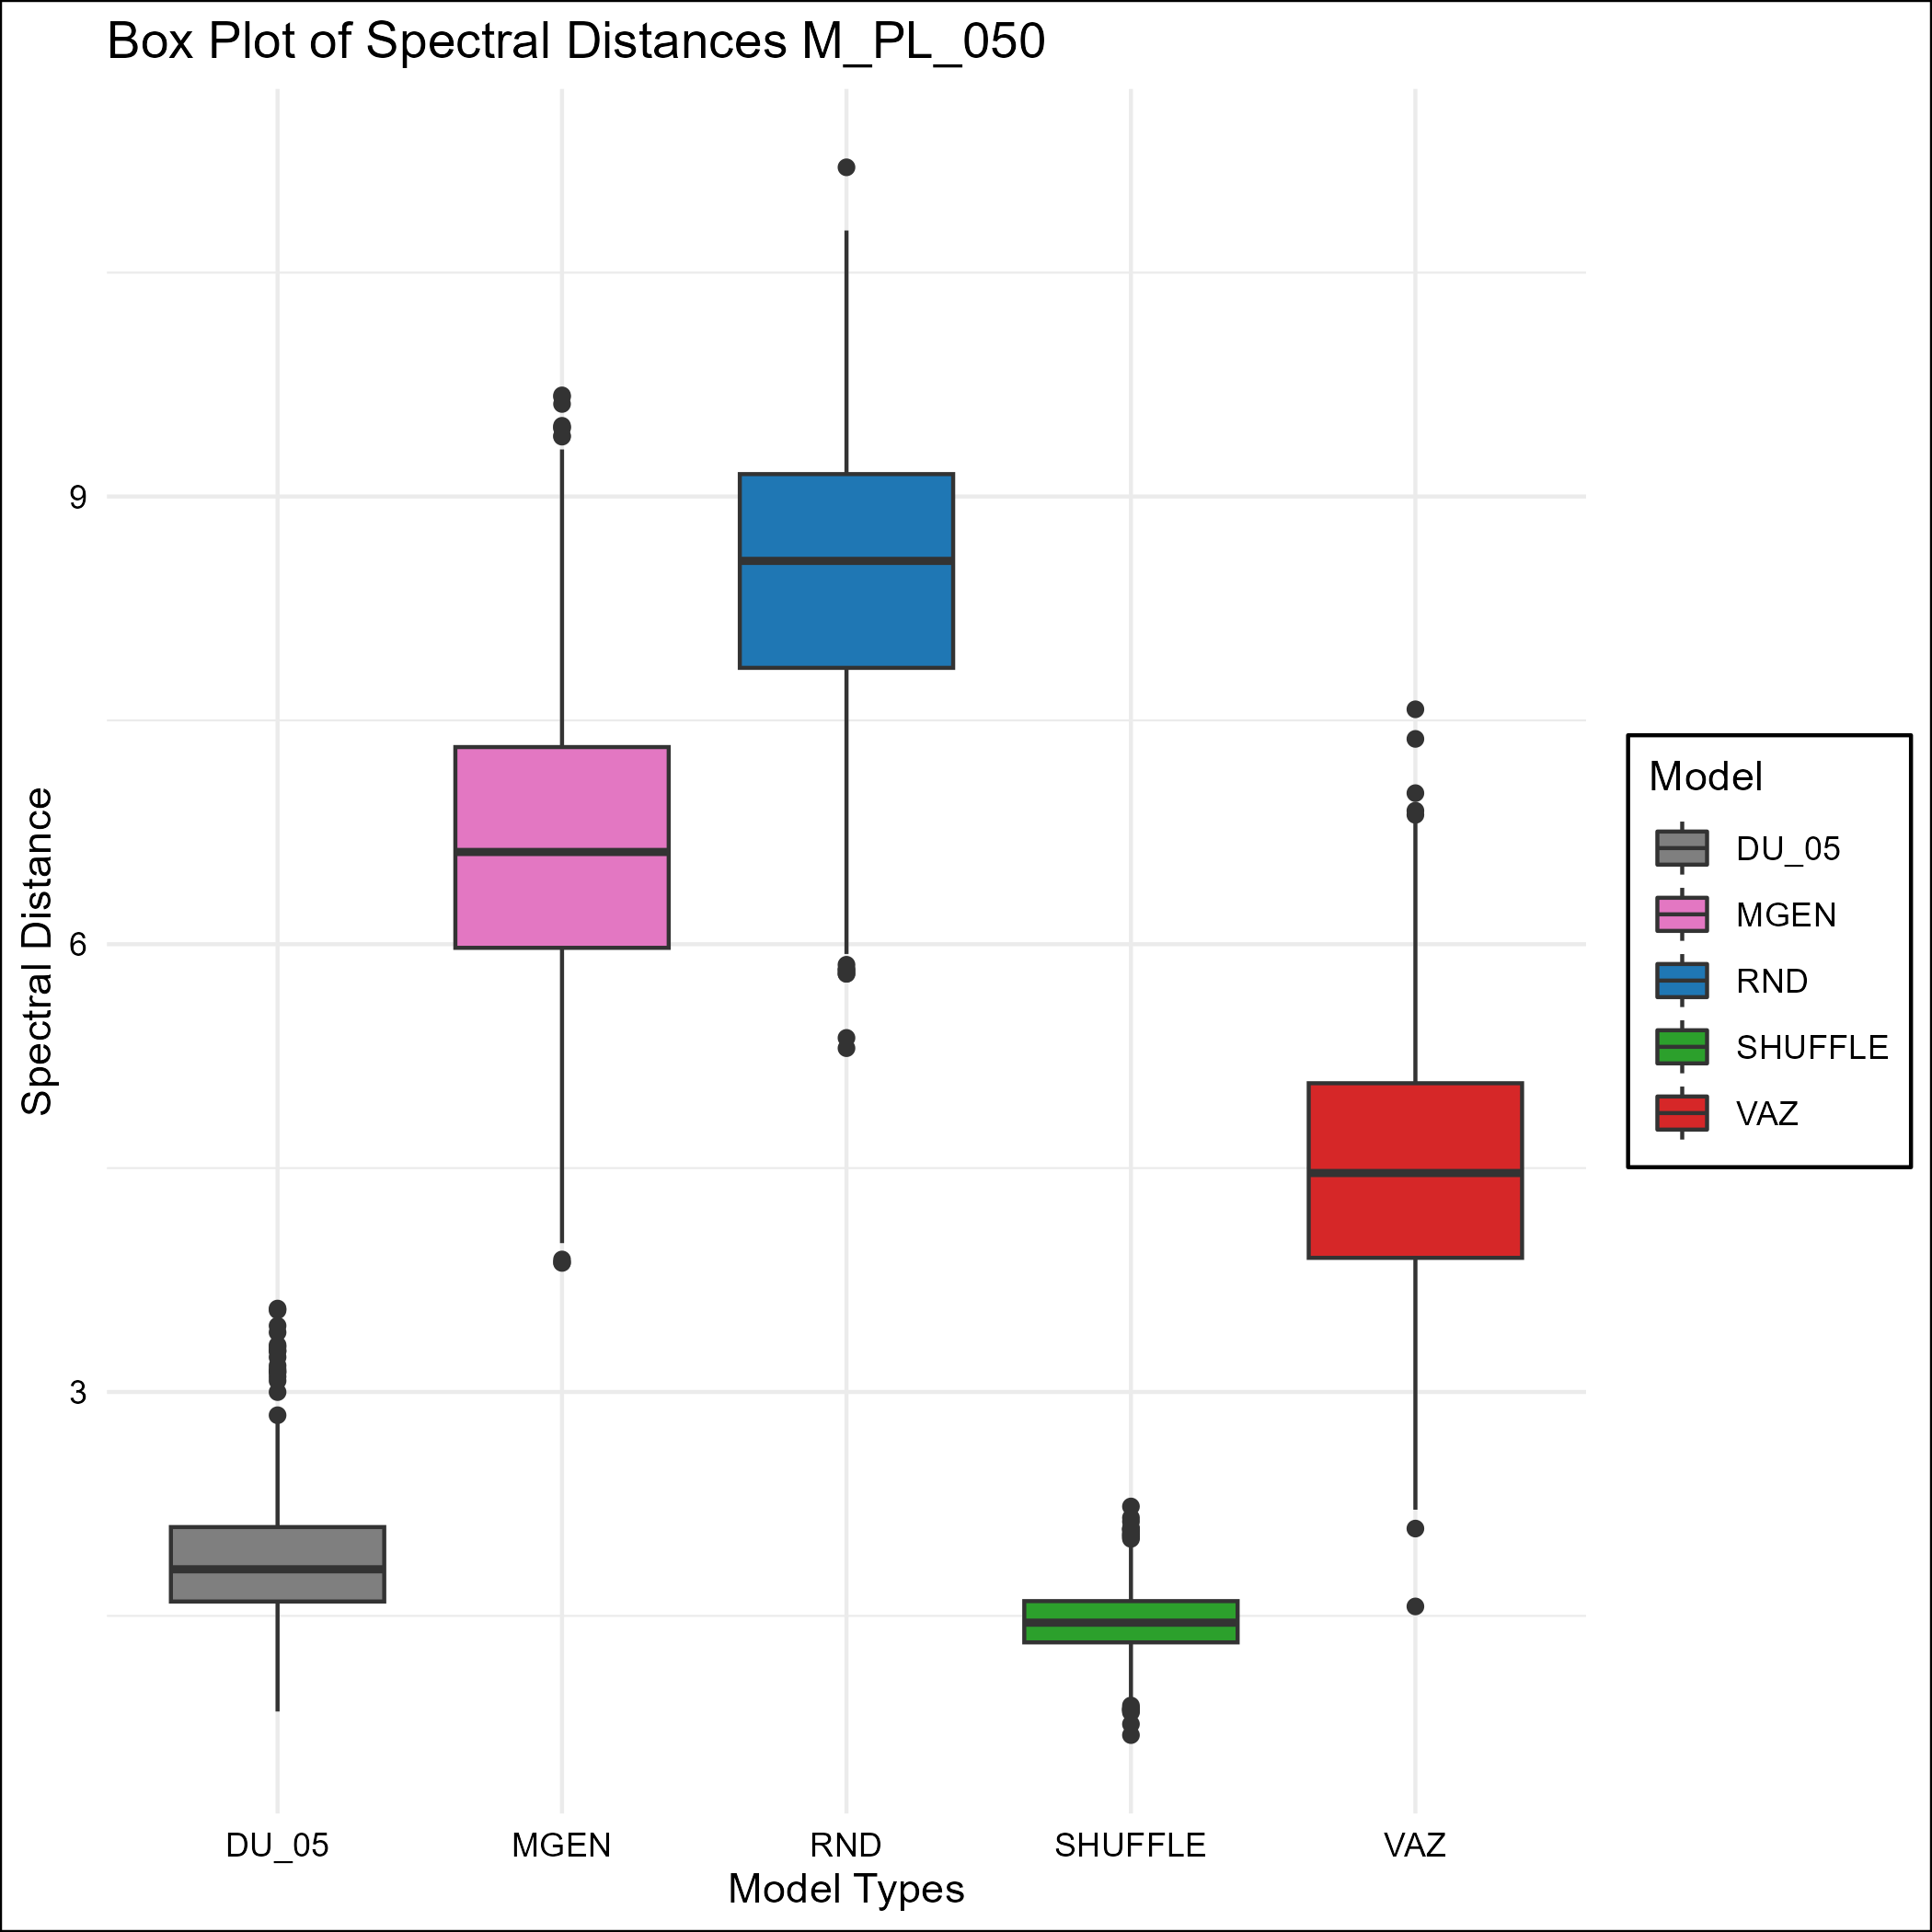 Box Plot of Spectral Distances M_PL_050
Spectral Distance
9
6
3
DU_05
MGEN
RND
SHUFFLE
VAZ
Model Types
Model
DU_05
MGEN
RND
SHUFFLE
VAZ